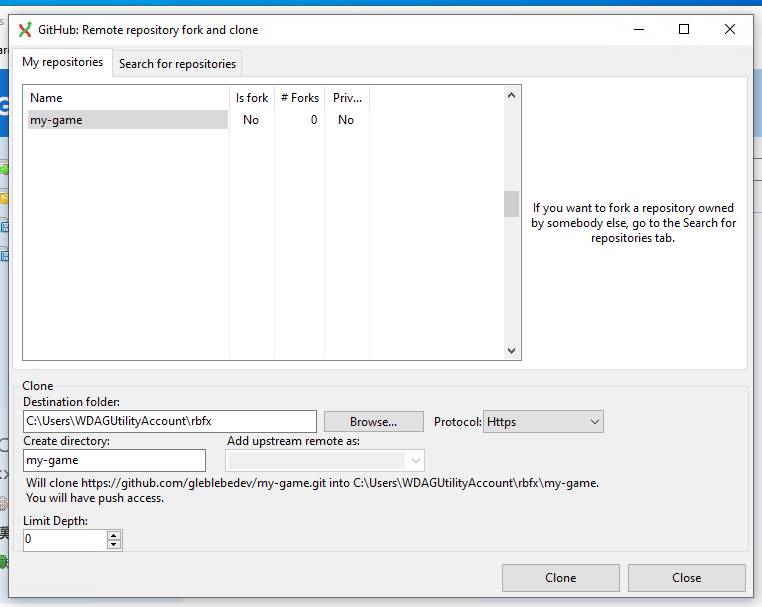 GitHub: Remote repository fork and clone
My repositories
Search for repositories
Name Is fork # Forks Priv...
my-game No 0 No
If you want to fork a repository owned
by somebody else, go to the Search for
repositories tab.
Clone
Destination folder:
C:\Users\WDAGUtilityAccount\rbfx Browse... Protocol: Https
Create directory: Add upstream remote as:
my-game
Will clone https://github.com/gleblebedev/my-game.git into C:\Users\WDAGUtilityAccount\rbfx\my-game.
You will have push access.
Limit Depth:
0
Clone Close